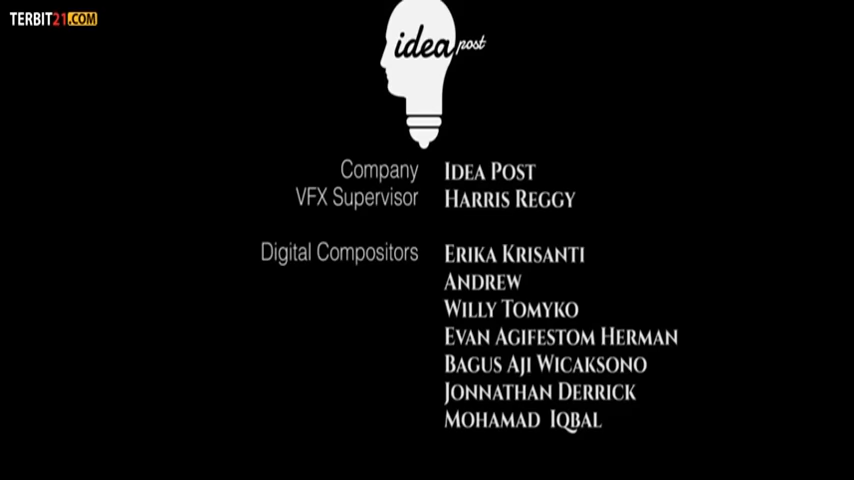 TERBIT21.COM
idea post
Company IDEA POST
VFX Supervisor HARRIS REGGY
Digital Compositors ERIKA KRISANTI
ANDREW
WILLY TOMYKO
EVAN AGIFESTOM HERMAN
BAGUS AJI WICAKSONO
JONNATHAN DERRICK
MOHAMAD IQBAL